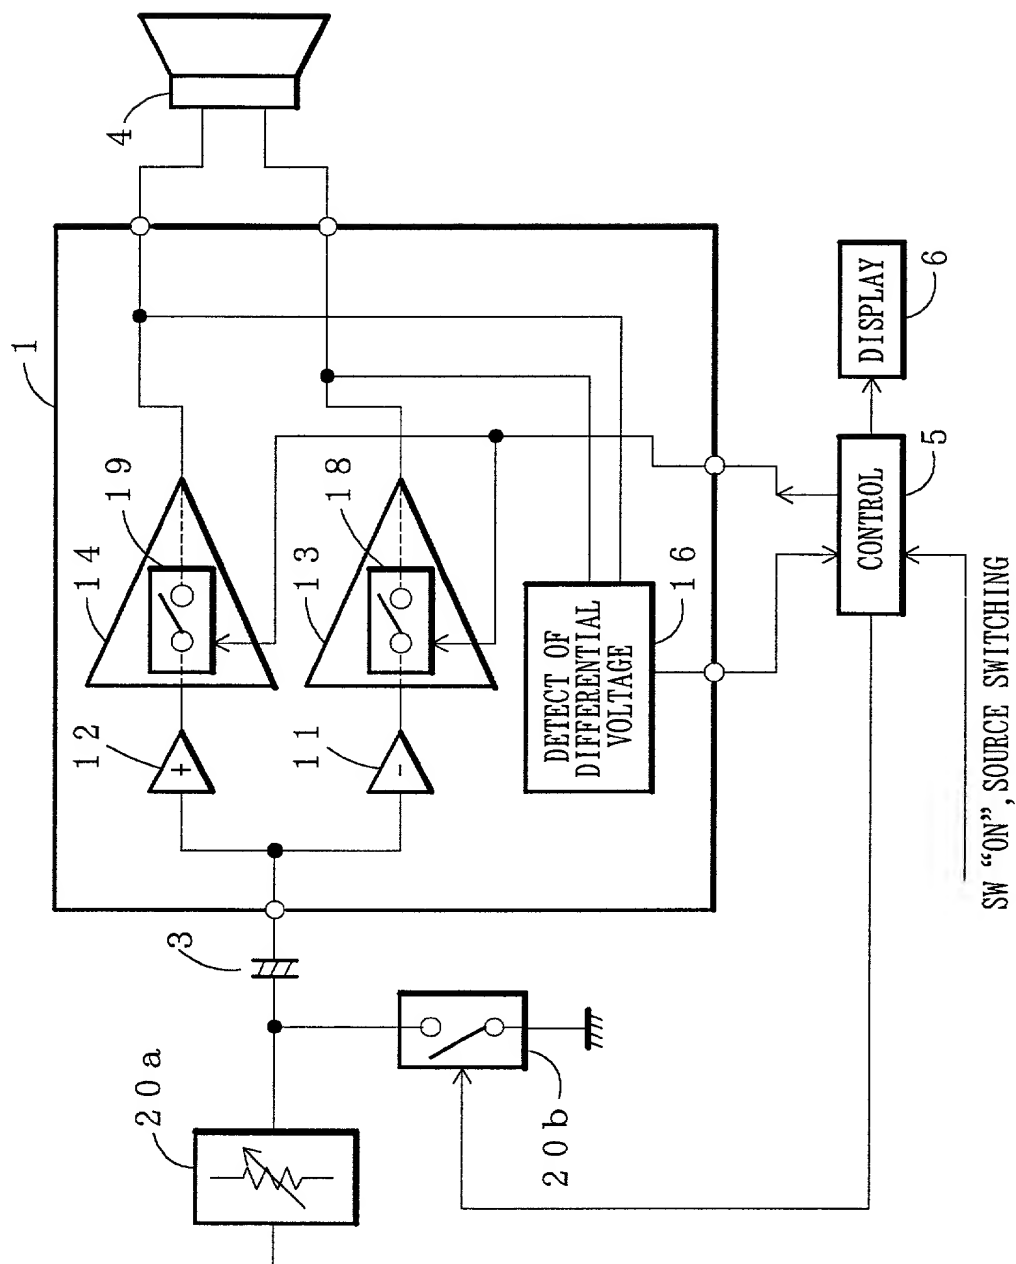 20a
3
20b
12
11
14
19
13
18
DETECT OF
DIFFERENTIAL
VOLTAGE
16
1
4
CONTROL
5
DISPLAY
6
SW “ON”, SOURCE SWITCHING
+
-